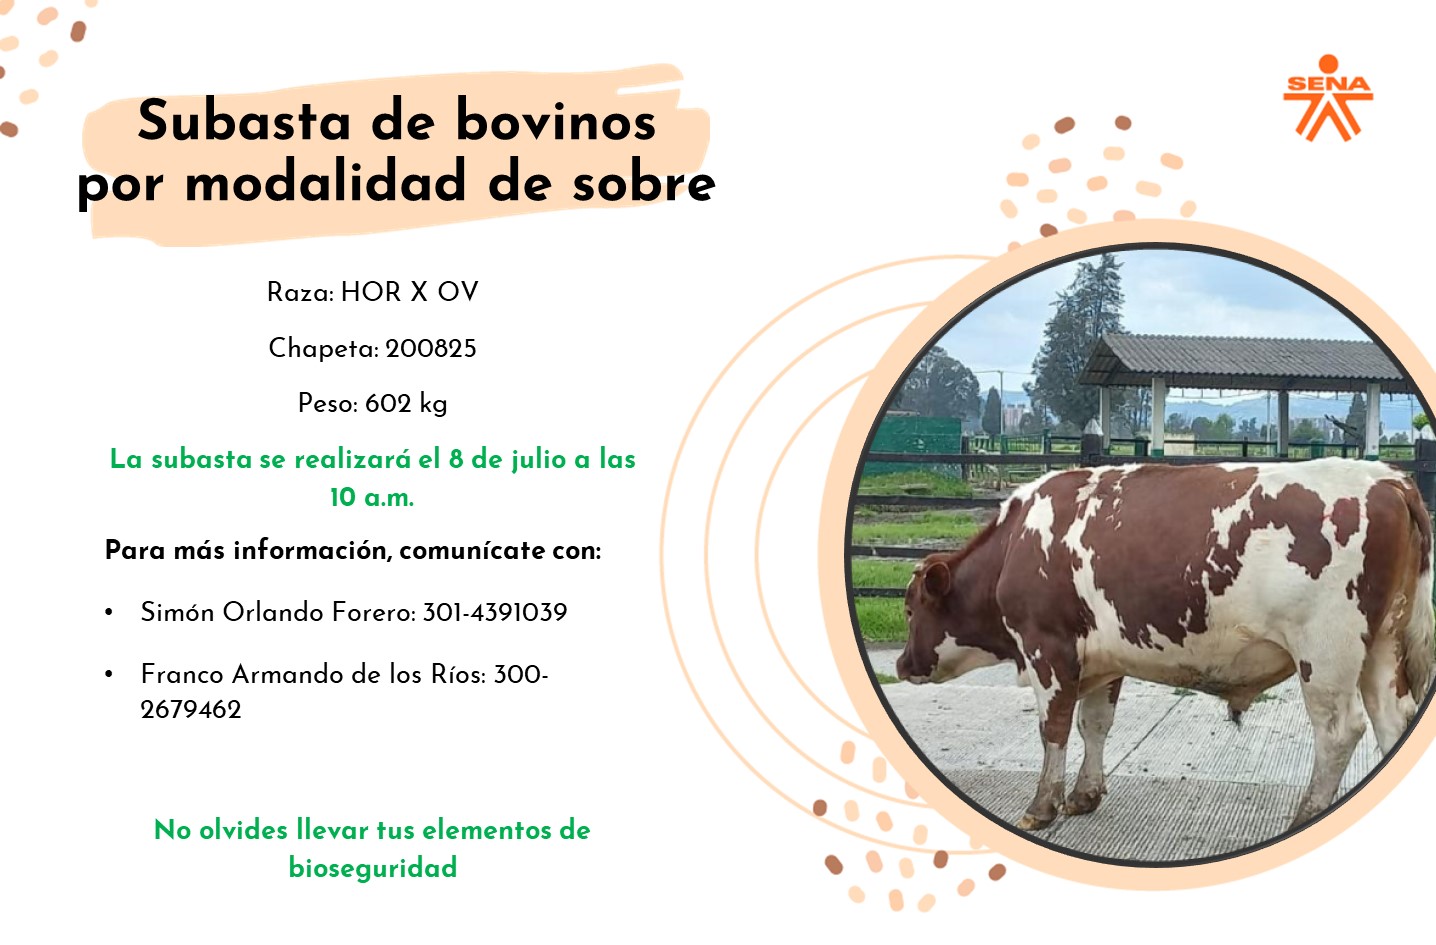 SENA
Subasta de bovinos
por modalidad de sobre
Raza: HOR X OV
Chapeta: 200825
Peso: 602 kg
La subasta se realizará el 8 de julio a las
10 a.m.
Para más información, comunícate con:
• Simón Orlando Forero: 301-4391039
• Franco Armando de los Ríos: 300-
2679462
No olvides llevar tus elementos de
bioseguridad